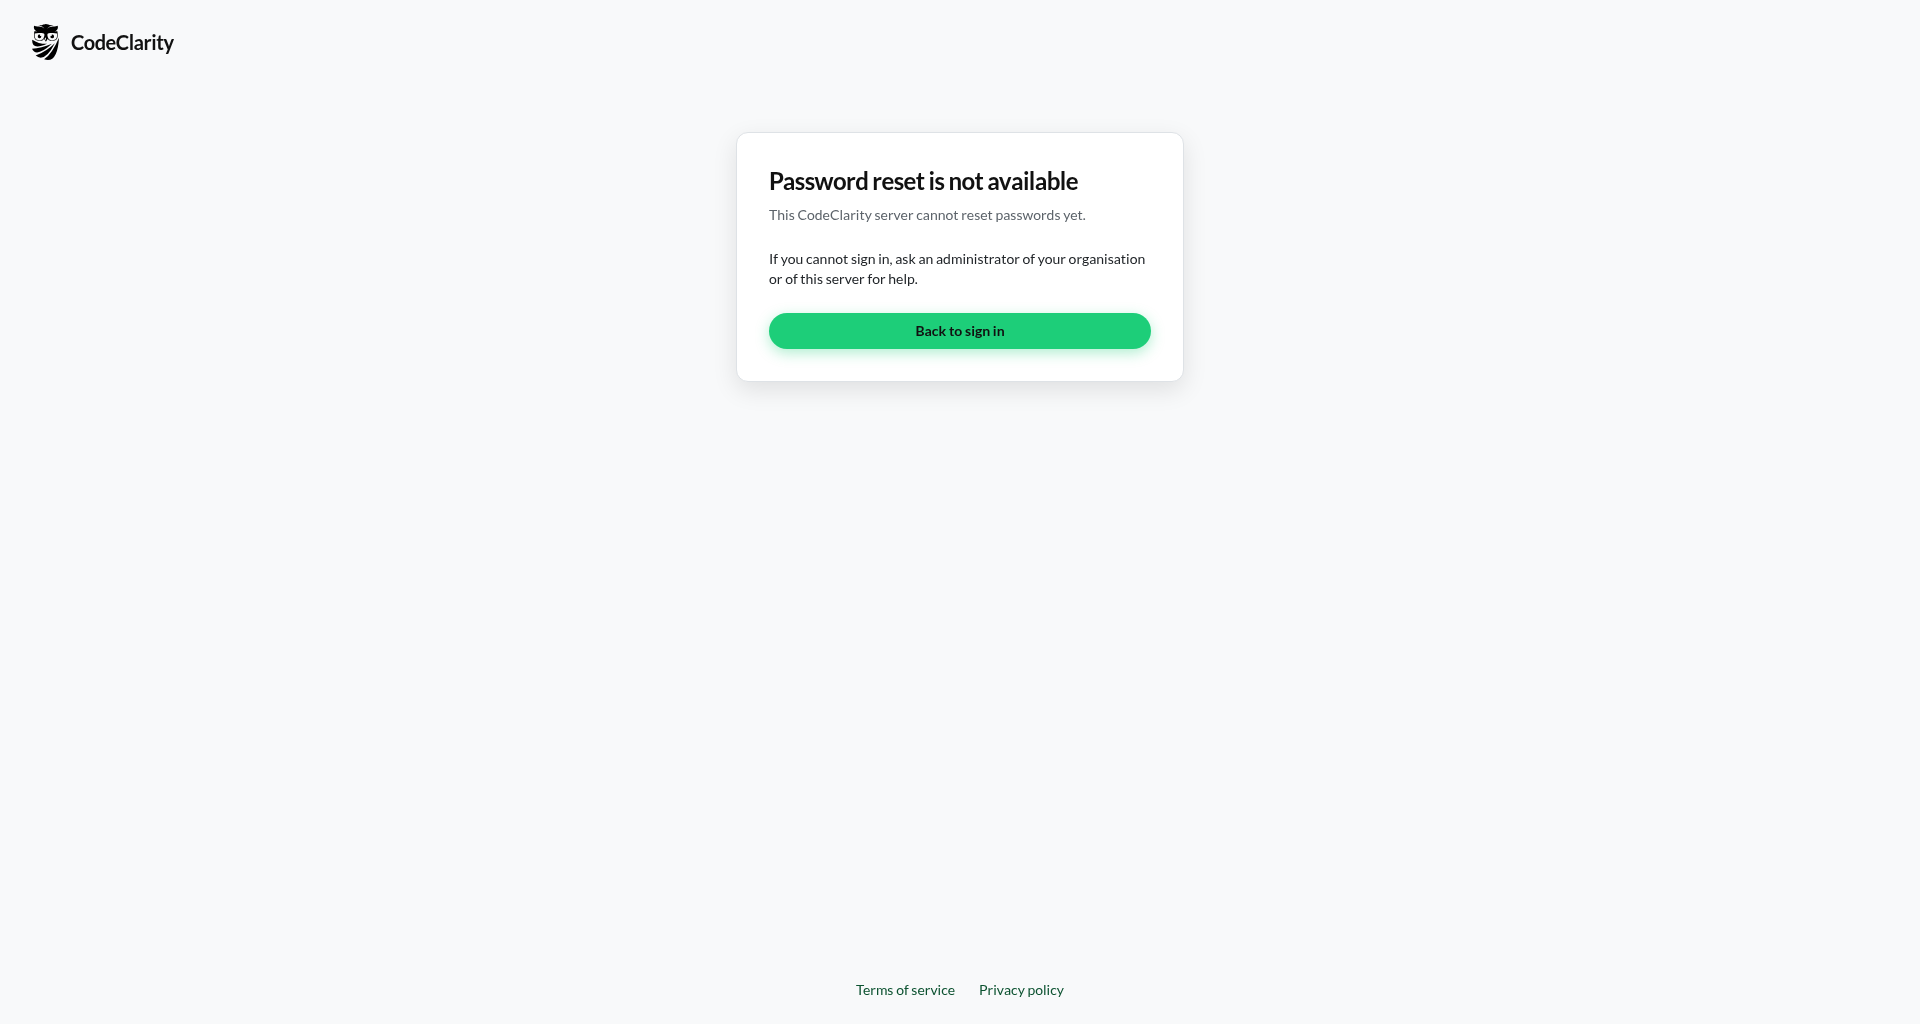 CodeClarity
Password reset is not available
This CodeClarity server cannot reset passwords yet.
If you cannot sign in, ask an administrator of your organisation
or of this server for help.
Back to sign in
Terms of service
Privacy policy